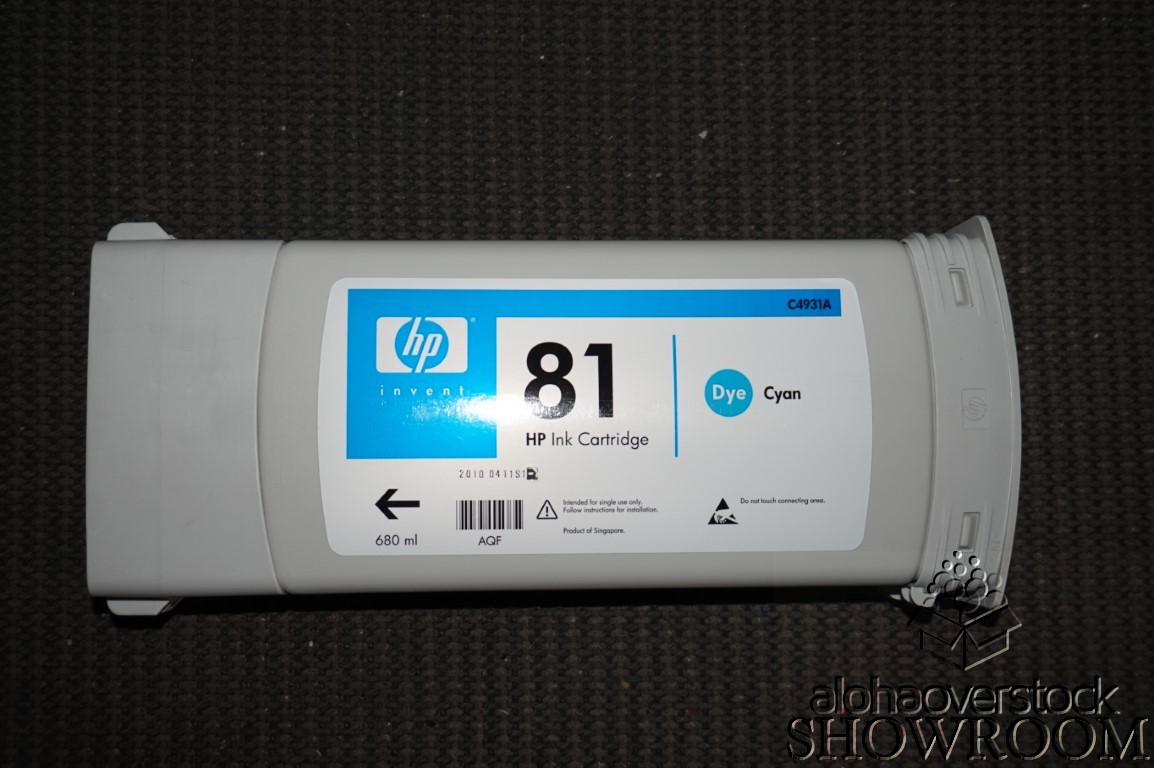 C4931A
hp
invent
81
HP Ink Cartridge
Dye Cyan
2010 0411S1
680 ml
AQF
Intended for single use only.
Follow instructions for installation.
Product of Singapore.
Do not touch connecting area.
alohaoverstock
SHOWROOM